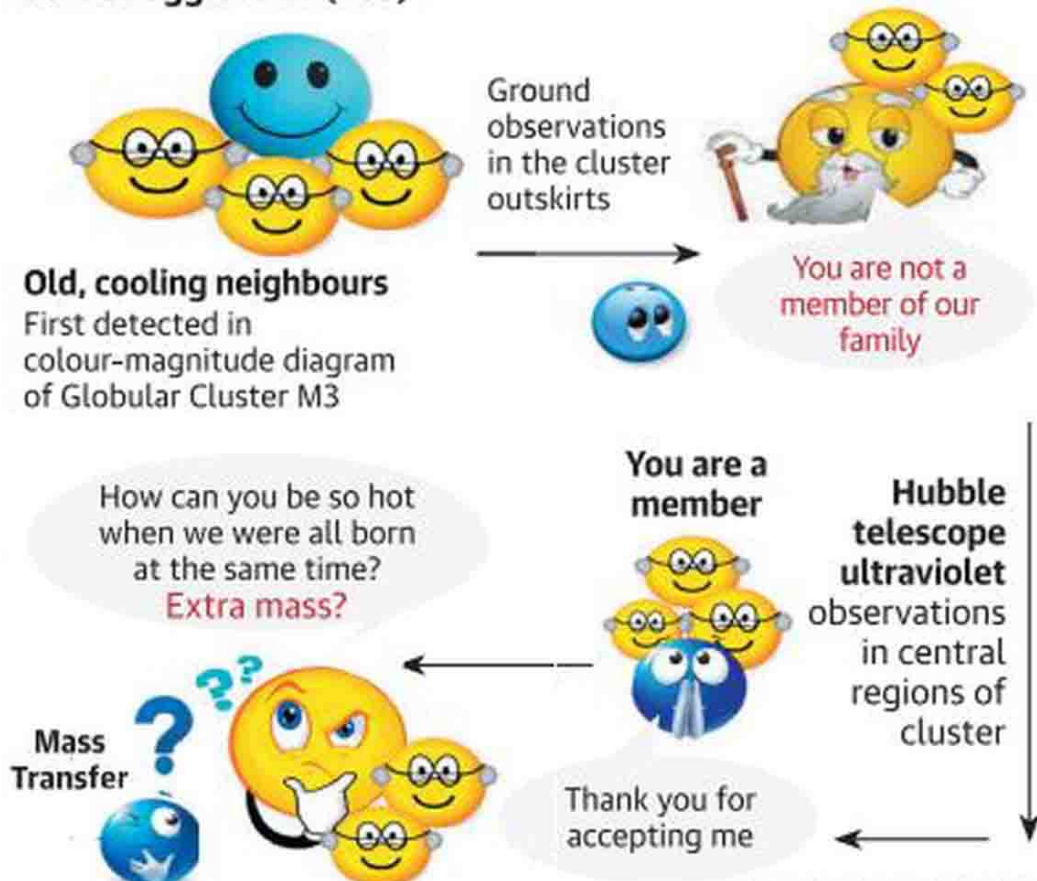 Ground
observations
in the cluster
outskirts
Old, cooling neighbours
First detected in
colour-magnitude diagram
of Globular Cluster M3
You are not a
member of our
family
You are a
member
Hubble
telescope
ultraviolet
observations
in central
regions of
cluster
Thank you for
accepting me
How can you be so hot
when we were all born
at the same time?
Extra mass?
? ? ?
Mass
Transfer